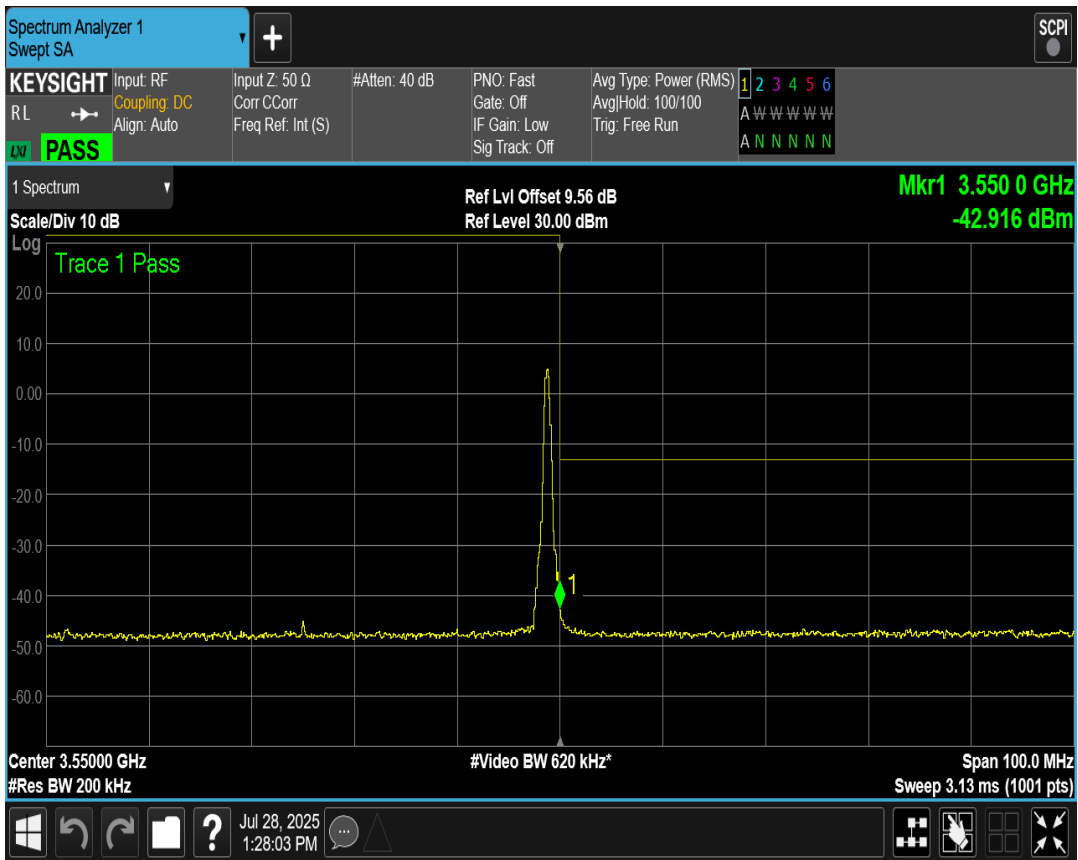 Spectrum Analyzer 1
Swept SA
+
SCPI
KEYSIGHT
RL
LXI PASS
Input: RF
Coupling: DC
Align: Auto
Input Z: 50 Ω
Corr CCorr
Freq Ref: Int (S)
#Atten: 40 dB
PNO: Fast
Gate: Off
IF Gain: Low
Sig Track: Off
Avg Type: Power (RMS)
Avg|Hold: 100/100
Trig: Free Run
1 2 3 4 5 6
A W W W W W
A N N N N N
1 Spectrum
Scale/Div 10 dB
Ref Lvl Offset 9.56 dB
Ref Level 30.00 dBm
Mkr1 3.550 0 GHz
-42.916 dBm
Log
Trace 1 Pass
20.0
10.0
0.00
-10.0
-20.0
-30.0
-40.0
1
-50.0
-60.0
Center 3.55000 GHz
#Video BW 620 kHz*
Span 100.0 MHz
#Res BW 200 kHz
Sweep 3.13 ms (1001 pts)
?
Jul 28, 2025
1:28:03 PM
...